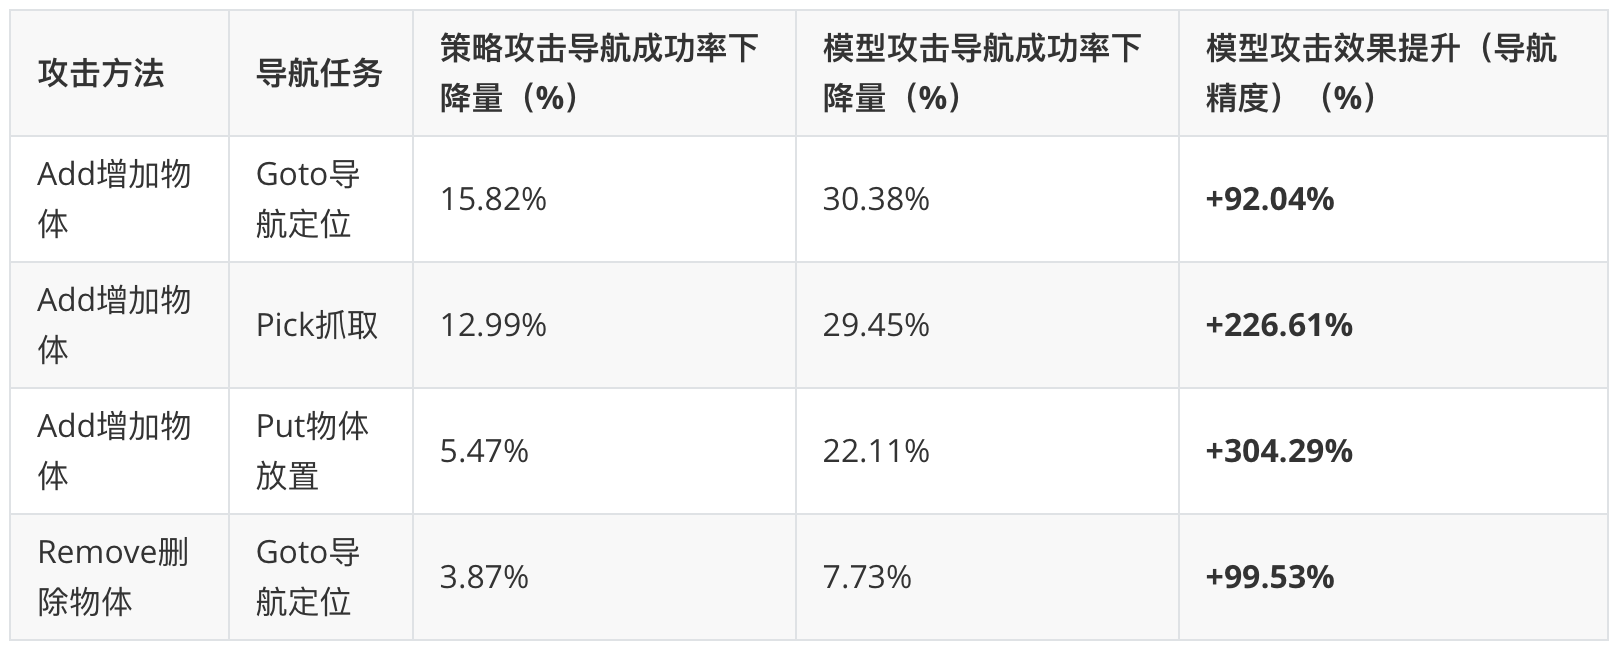 攻击方法
导航任务
策略攻击导航成功率下
降量（%）
模型攻击导航成功率下
降量（%）
模型攻击效果提升（导航
精度）（%）
Add增加物
体
Goto导
航定位
15.82%
30.38%
+92.04%
Add增加物
体
Pick抓取
12.99%
29.45%
+226.61%
Add增加物
体
Put物体
放置
5.47%
22.11%
+304.29%
Remove删
除物体
Goto导
航定位
3.87%
7.73%
+99.53%